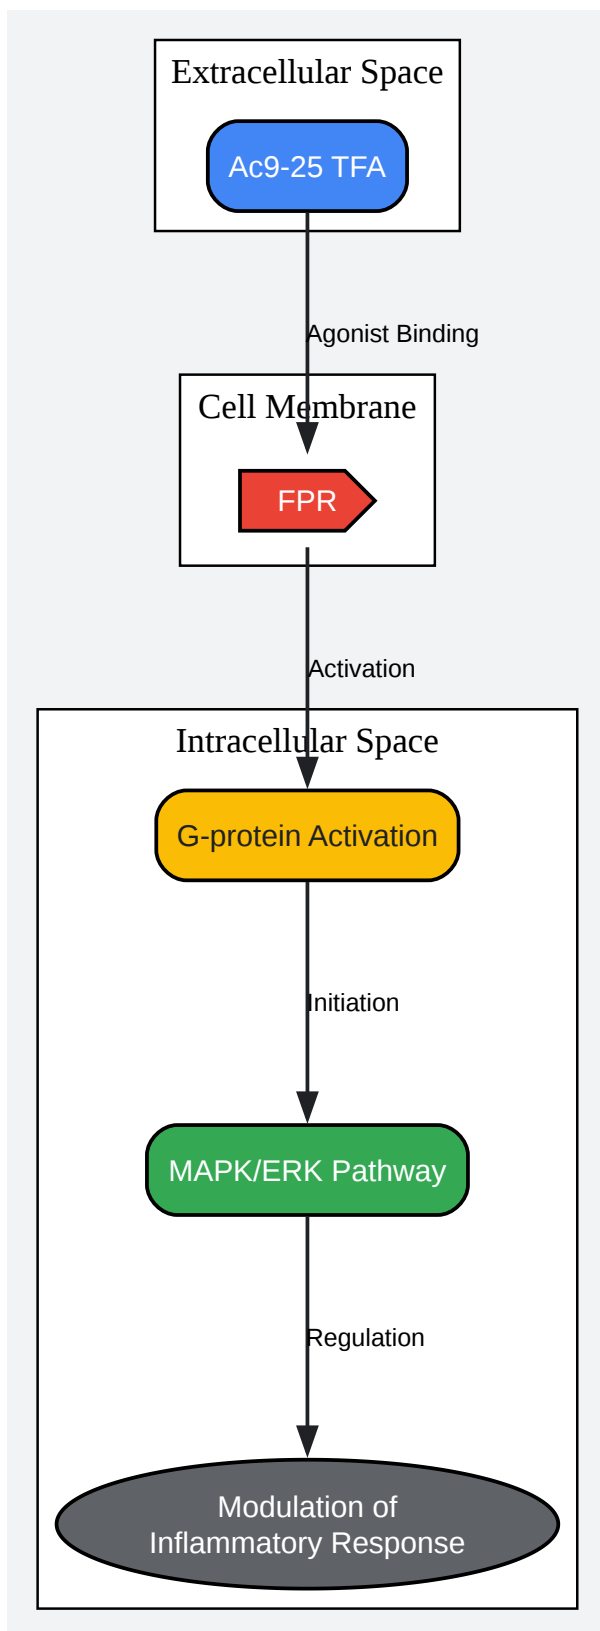 Extracellular Space
Ac9-25 TFA
Agonist Binding
Cell Membrane
FPR
Activation
Intracellular Space
G-protein Activation
Initiation
MAPK/ERK Pathway
Regulation
Modulation of
Inflammatory Response